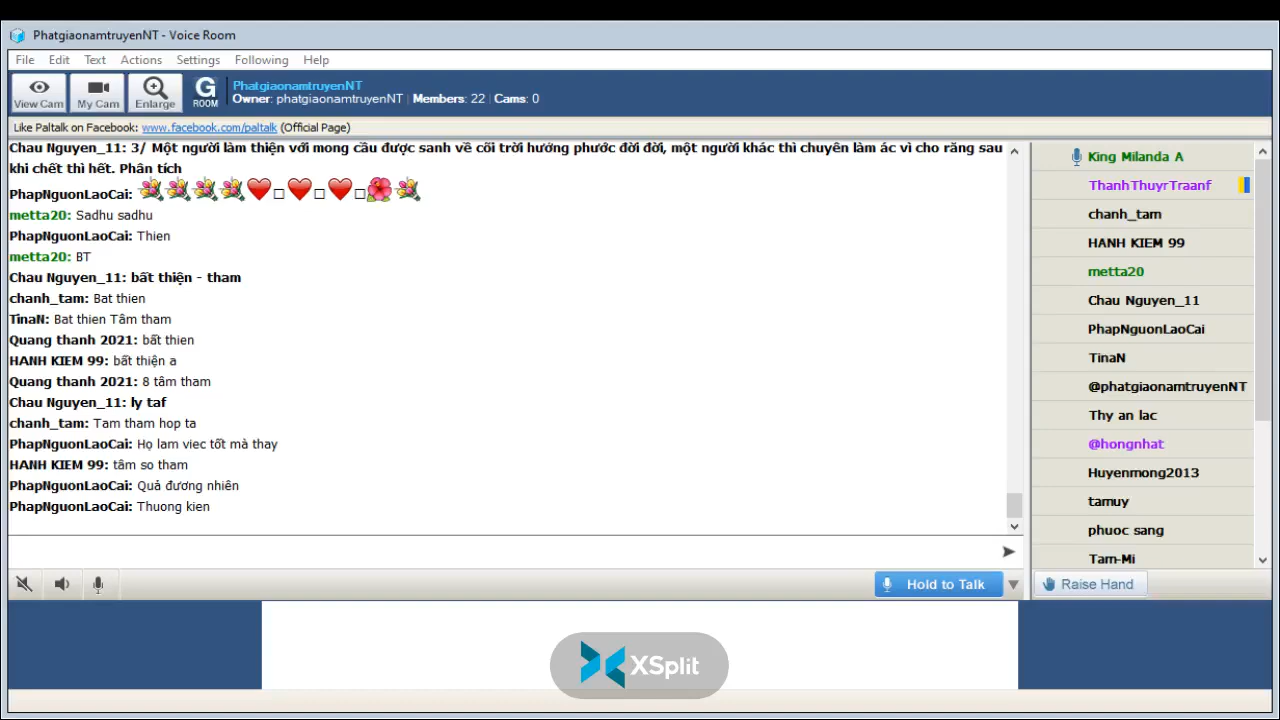 PhatgiaonamtruyenNT - Voice Room
File Edit Text Actions Settings Following Help
View Cam My Cam Enlarge G ROOM
PhatgiaonamtruyenNT
Owner: phatgiaonamtruyenNT | Members: 22 | Cams: 0
Like Paltalk on Facebook: www.facebook.com/paltalk (Official Page)
Chau Nguyen_11: 3/ Một người làm thiện với mong cầu được sanh về cõi trời hưởng phước đời đời, một người khác thì chuyên làm ác vì cho rằng sau
khi chết thì hết. Phân tích
PhapNguonLaoCai:
metta20: Sadhu sadhu
PhapNguonLaoCai: Thien
metta20: BT
Chau Nguyen_11: bất thiện - tham
chanh_tam: Bat thien
TinaN: Bat thien Tâm tham
Quang thanh 2021: bất thien
HANH KIEM 99: bất thiện a
Quang thanh 2021: 8 tâm tham
Chau Nguyen_11: ly taf
chanh_tam: Tam tham hop ta
PhapNguonLaoCai: Họ lam viec tốt mà thay
HANH KIEM 99: tâm so tham
PhapNguonLaoCai: Quả đương nhiên
PhapNguonLaoCai: Thuong kien
King Milanda A
ThanhThuyrTraanf
chanh_tam
HANH KIEM 99
metta20
Chau Nguyen_11
PhapNguonLaoCai
TinaN
@phatgiaonamtruyenNT
Thy an lac
@hongnhat
Huyenmong2013
tamuy
phuoc sang
Tam-Mi
Hold to Talk
Raise Hand
XSplit